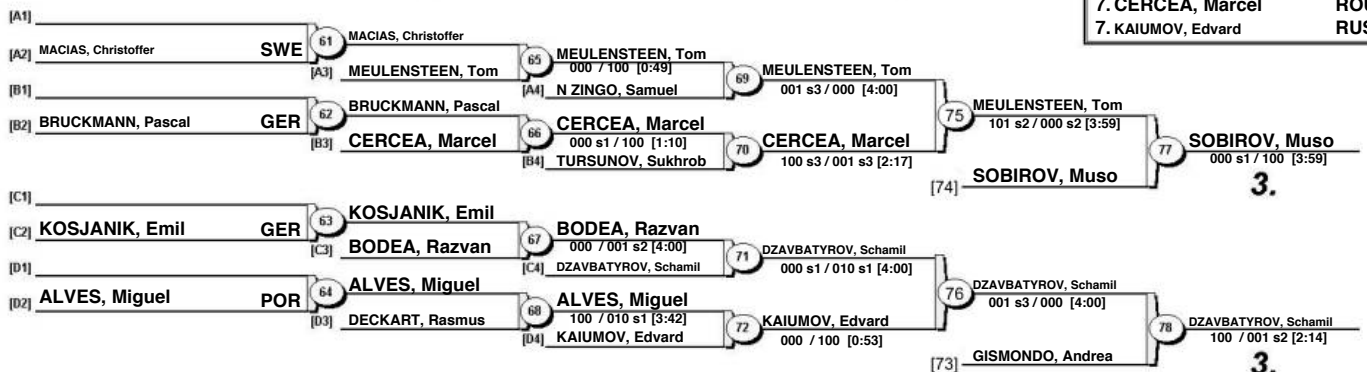 7. CERCEA, Marcel ROU
7. KAIUMOV, Edvard RUS
[A1]
[A2] MACIAS, Christoffer SWE
61 MACIAS, Christoffer
[A3] MEULENSTEEN, Tom
65 MEULENSTEEN, Tom
000 / 100 [0:49]
[A4] N ZINGO, Samuel
69 MEULENSTEEN, Tom
001 s3 / 000 [4:00]
[B1]
[B2] BRUCKMANN, Pascal GER
62 BRUCKMANN, Pascal
[B3] CERCEA, Marcel
66 CERCEA, Marcel
000 s1 / 100 [1:10]
[B4] TURSUNOV, Sukhrob
70 CERCEA, Marcel
100 s3 / 001 s3 [2:17]
75 MEULENSTEEN, Tom
101 s2 / 000 s2 [3:59]
[74] SOBIROV, Muso
77 SOBIROV, Muso
000 s1 / 100 [3:59]
3.
[C1]
[C2] KOSJANIK, Emil GER
63 KOSJANIK, Emil
[C3] BODEA, Razvan
67 BODEA, Razvan
000 / 001 s2 [4:00]
[C4] DZAVBATYROV, Schamil
71 DZAVBATYROV, Schamil
000 s1 / 010 s1 [4:00]
[D1]
[D2] ALVES, Miguel POR
64 ALVES, Miguel
[D3] DECKART, Rasmus
68 ALVES, Miguel
100 / 010 s1 [3:42]
[D4] KAIUMOV, Edvard
72 KAIUMOV, Edvard
000 / 100 [0:53]
76 DZAVBATYROV, Schamil
001 s3 / 000 [4:00]
[73] GISMONDO, Andrea
78 DZAVBATYROV, Schamil
100 / 001 s2 [2:14]
3.